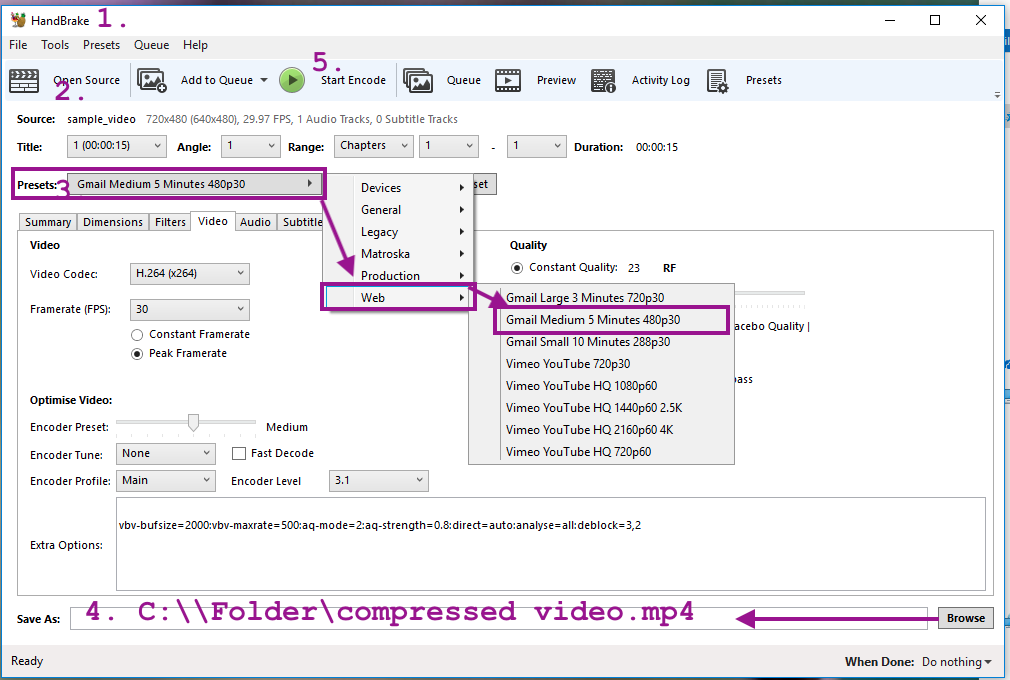 HandBrake 1.
File Tools Presets Queue Help
Open Source Add to Queue 5. Start Encode Queue Preview Activity Log Presets
2.
Source: sample_video 720x480 (640x480), 29.97 FPS, 1 Audio Tracks, 0 Subtitle Tracks
Title: 1 (00:00:15) Angle: 1 Range: Chapters 1 - 1 Duration: 00:00:15
Presets: 3 Gmail Medium 5 Minutes 480p30
Devices
General
Legacy
Matroska
Production
Web
Summary Dimensions Filters Video Audio Subtitle
Video
Quality
Video Codec: H.264 (x264)
Constant Quality: 23 RF
Framerate (FPS): 30
Constant Framerate
Peak Framerate
Gmail Large 3 Minutes 720p30
Gmail Medium 5 Minutes 480p30
Gmail Small 10 Minutes 288p30
Vimeo YouTube 720p30
Vimeo YouTube HQ 1080p60
Vimeo YouTube HQ 1440p60 2.5K
Vimeo YouTube HQ 2160p60 4K
Vimeo YouTube HQ 720p60
acebo Quality |
ass
Optimise Video:
Encoder Preset: Medium
Encoder Tune: None Fast Decode
Encoder Profile: Main Encoder Level 3.1
Extra Options: vbv-bufsize=2000:vbv-maxrate=500:aq-mode=2:aq-strength=0.8:direct=auto:analyse=all:deblock=3,2
Save As: 4. C:\\Folder\compressed video.mp4 Browse
Ready When Done: Do nothing